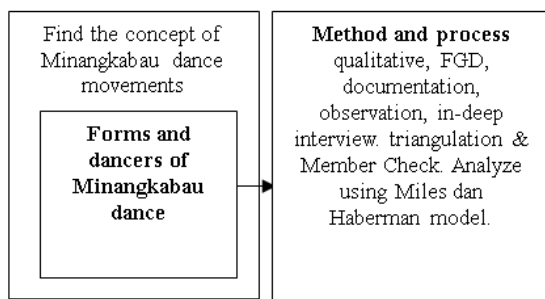 Find the concept of
Minangkabau dance
movements
Forms and
dancers of
Minangkabau
dance
Method and process
qualitative, FGD,
documentation,
observation, in-deep
interview. triangulation &
Member Check. Analyze
using Miles dan
Haberman model.